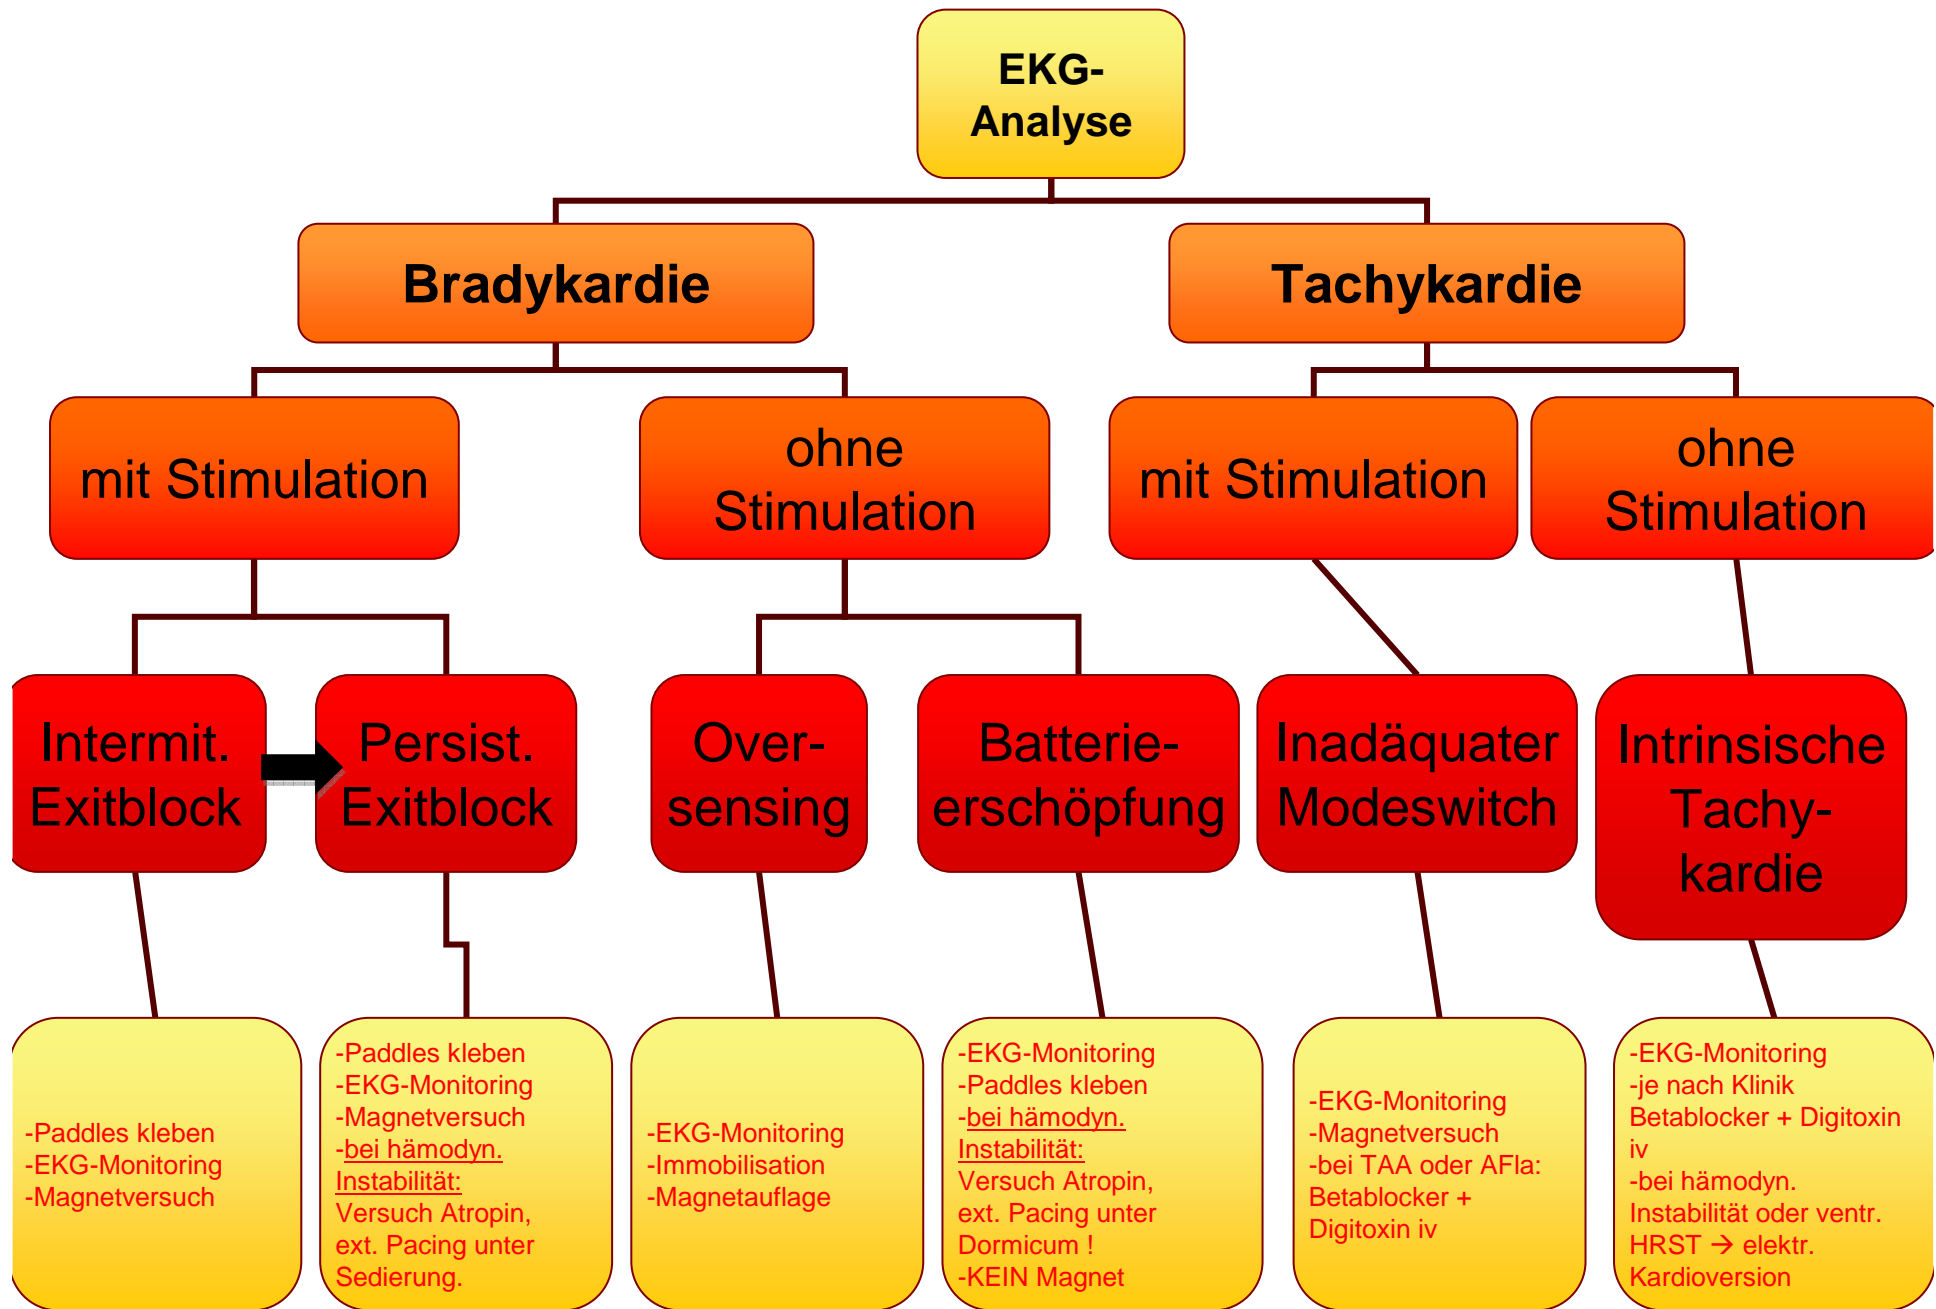 EKG-
Analyse
Bradykardie
Tachykardie
mit Stimulation
ohne
Stimulation
mit Stimulation
ohne
Stimulation
Intermit.
Exitblock
Persist.
Exitblock
Over-
sensing
Batterie-
erschöpfung
Inadäquater
Modeswitch
Intrinsische
Tachy-
kardie
-Paddles kleben
-EKG-Monitoring
-Magnetversuch
-Paddles kleben
-EKG-Monitoring
-Magnetversuch
-bei hämodyn.
Instabilität:
Versuch Atropin,
ext. Pacing unter
Sedierung.
-EKG-Monitoring
-Immobilisation
-Magnetauflage
-EKG-Monitoring
-Paddles kleben
-bei hämodyn.
Instabilität:
Versuch Atropin,
ext. Pacing unter
Dormicum !
-KEIN Magnet
-EKG-Monitoring
-Magnetversuch
-bei TAA oder AFla:
Betablocker +
Digitoxin iv
-EKG-Monitoring
-je nach Klinik
Betablocker + Digitoxin
iv
-bei hämodyn.
Instabilität oder ventr.
HRST → elektr.
Kardioversion